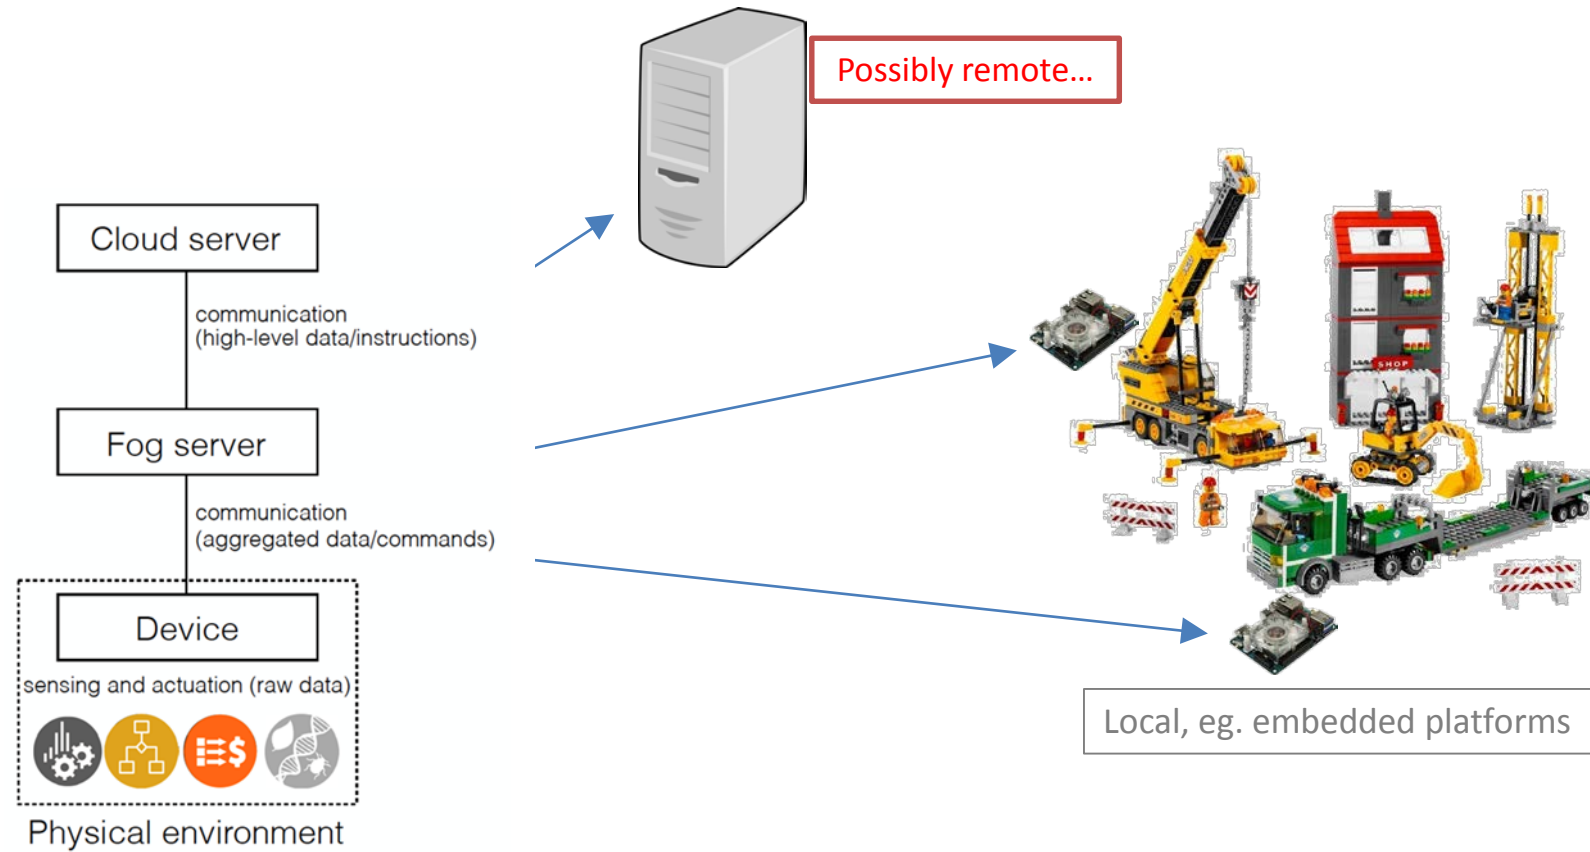 Possibly remote...
Cloud server
communication
(high-level data/instructions)
SHOP
Fog server
communication
(aggregated data/commands)
Device
sensing and actuation (raw data)
Local, eg. embedded platforms
Physical environment